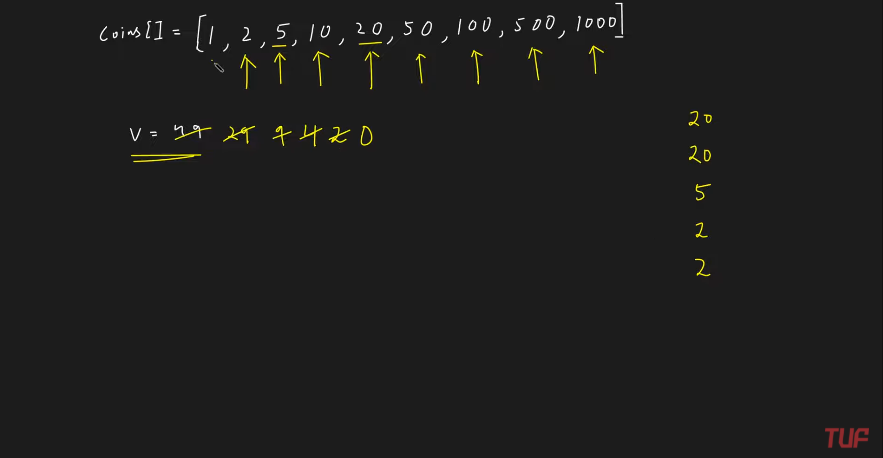 coins[] = [1, 2, 5, 10, 20, 50, 100, 500, 1000]
V = 49 29 9 4 2 0
20
20
5
2
2
TUF